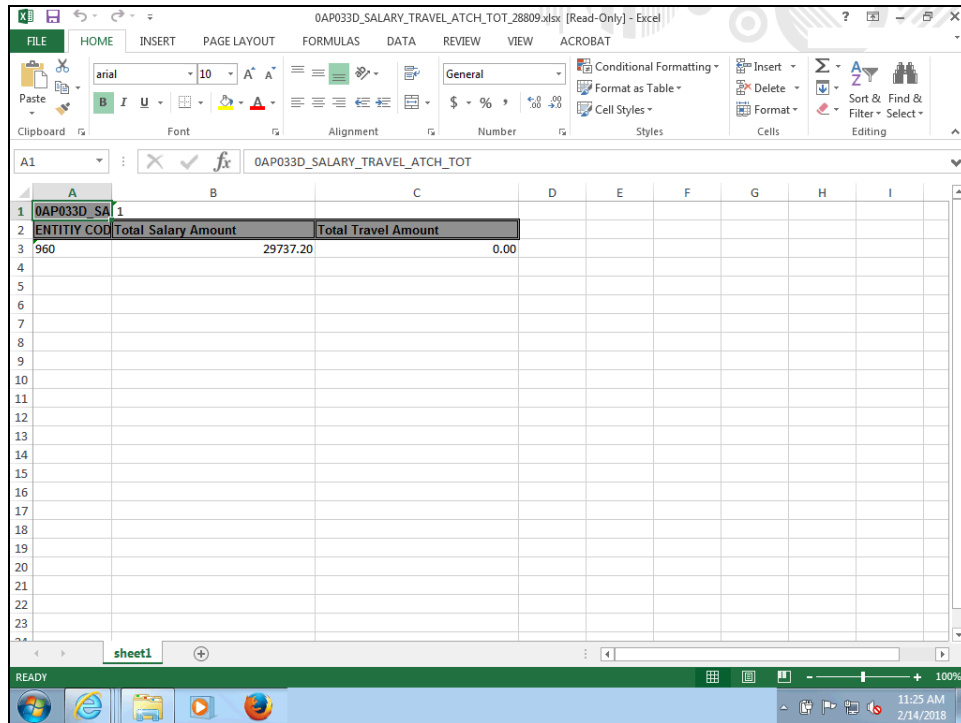 0AP033D_SALARY_TRAVEL_ATCH_TOT_28809.xlsx [Read-Only] - Excel
FILE HOME INSERT PAGE LAYOUT FORMULAS DATA REVIEW VIEW ACROBAT
Paste
Clipboard
arial 10
B I U
Font
Alignment
General
$ % ,
Number
Conditional Formatting
Format as Table
Cell Styles
Styles
Insert
Delete
Format
Cells
Sort & Filter
Find & Select
Editing
A1 fx 0AP033D_SALARY_TRAVEL_ATCH_TOT
A B C D E F G H I
1 0AP033D_SA 1
2 ENTITIY COD Total Salary Amount Total Travel Amount
3 960 29737.20 0.00
4
5
6
7
8
9
10
11
12
13
14
15
16
17
18
19
20
21
22
23
sheet1
READY 100%
11:25 AM
2/14/2018